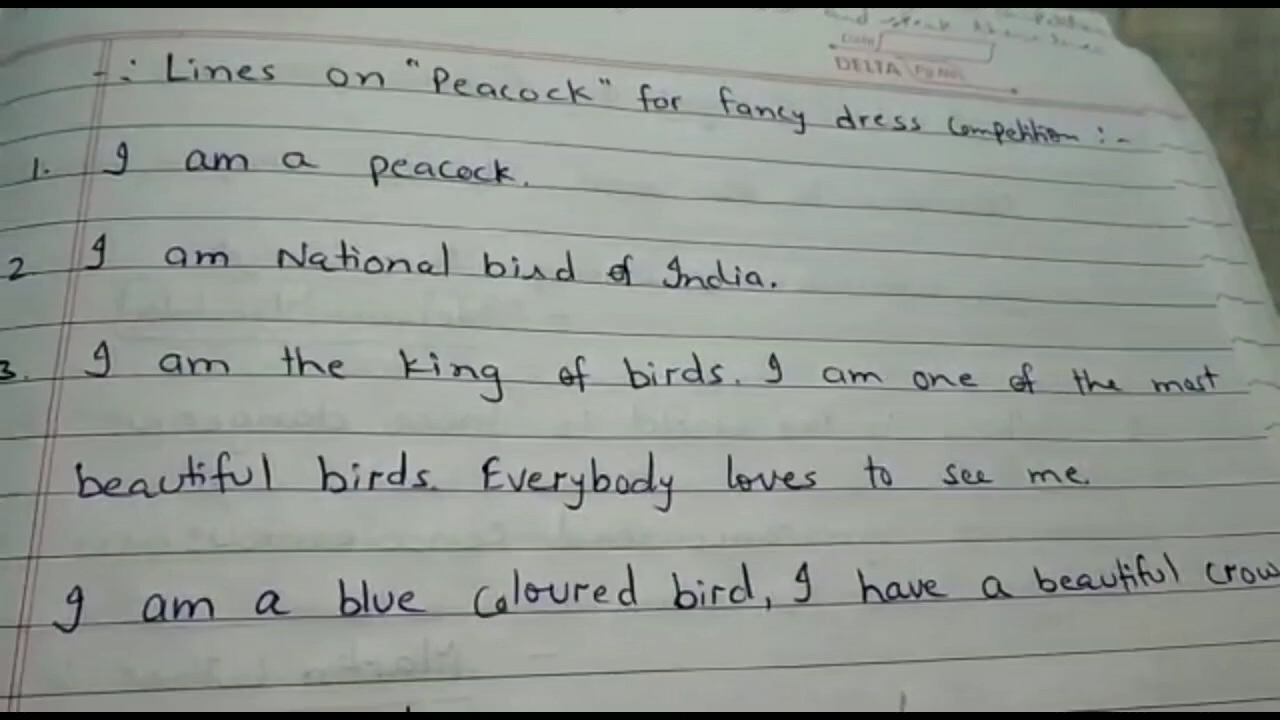 -: Lines on "Peacock" for fancy dress Competition :-
1. I am a peacock.
2 I am National bird of India.
3. I am the king of birds. I am one of the most
beautiful birds. Everybody loves to see me.
I am a blue coloured bird, I have a beautiful crow
DELTA